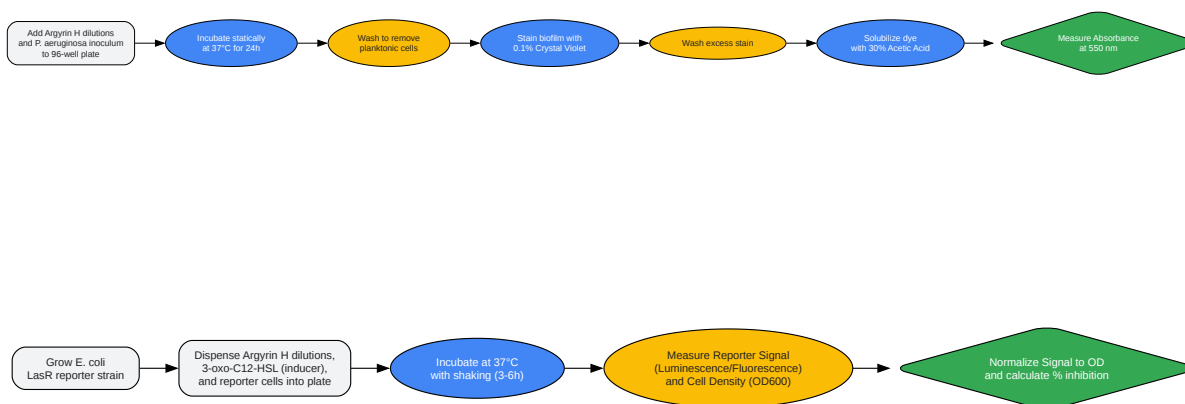 Add Argyrin H dilutions
and P. aeruginosa inoculum
to 96-well plate
Incubate statically
at 37°C for 24h
Wash to remove
planktonic cells
Stain biofilm with
0.1% Crystal Violet
Wash excess stain
Solubilize dye
with 30% Acetic Acid
Measure Absorbance
at 550 nm
Grow E. coli
LasR reporter strain
Dispense Argyrin H dilutions,
3-oxo-C12-HSL (inducer),
and reporter cells into plate
Incubate at 37°C
with shaking (3-6h)
Measure Reporter Signal
(Luminescence/Fluorescence)
and Cell Density (OD600)
Normalize Signal to OD
and calculate % inhibition